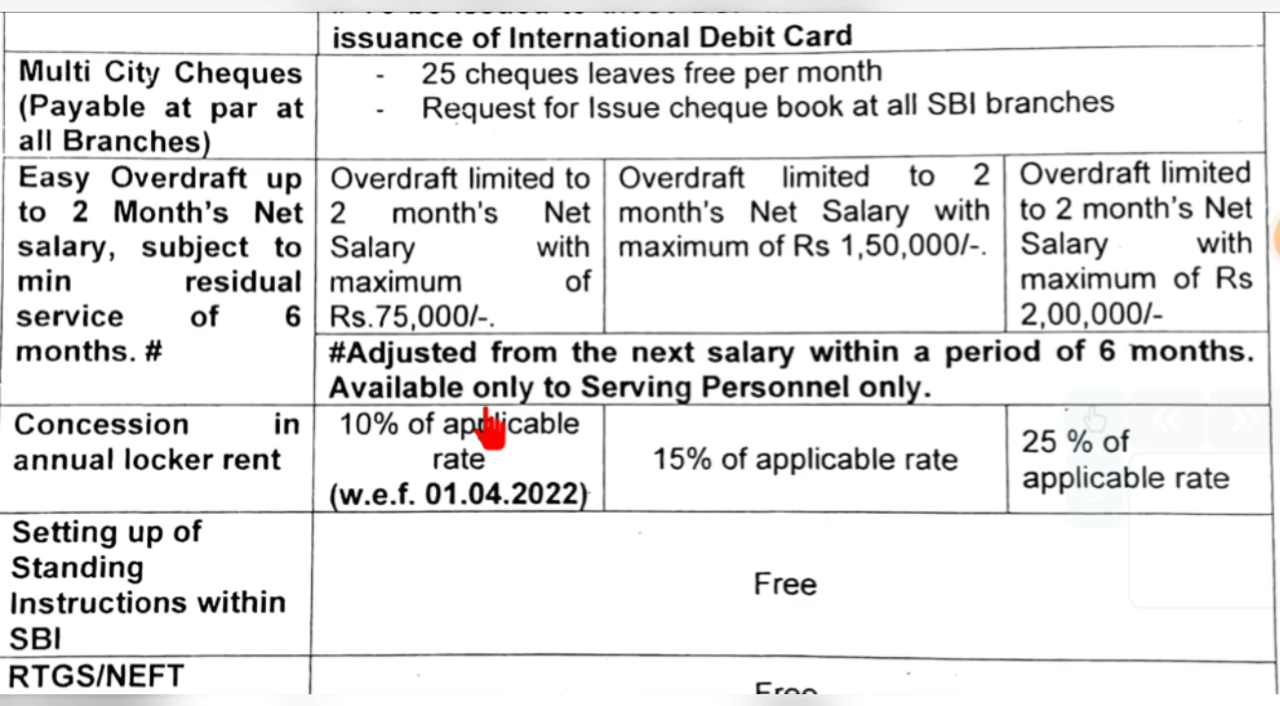 issuance of International Debit Card
Multi City Cheques
(Payable at par at
all Branches)
- 25 cheques leaves free per month
- Request for Issue cheque book at all SBI branches
Easy Overdraft up
to 2 Month's Net
salary, subject to
min residual
service of 6
months. #
Overdraft limited to
2 month's Net
Salary with
maximum of
Rs.75,000/-.
Overdraft limited to 2
month's Net Salary with
maximum of Rs 1,50,000/-.
Overdraft limited
to 2 month's Net
Salary with
maximum of Rs
2,00,000/-
#Adjusted from the next salary within a period of 6 months.
Available only to Serving Personnel only.
Concession in
annual locker rent
10% of applicable
rate
(w.e.f. 01.04.2022)
15% of applicable rate
25 % of
applicable rate
Setting up of
Standing
Instructions within
SBI
Free
RTGS/NEFT
Free